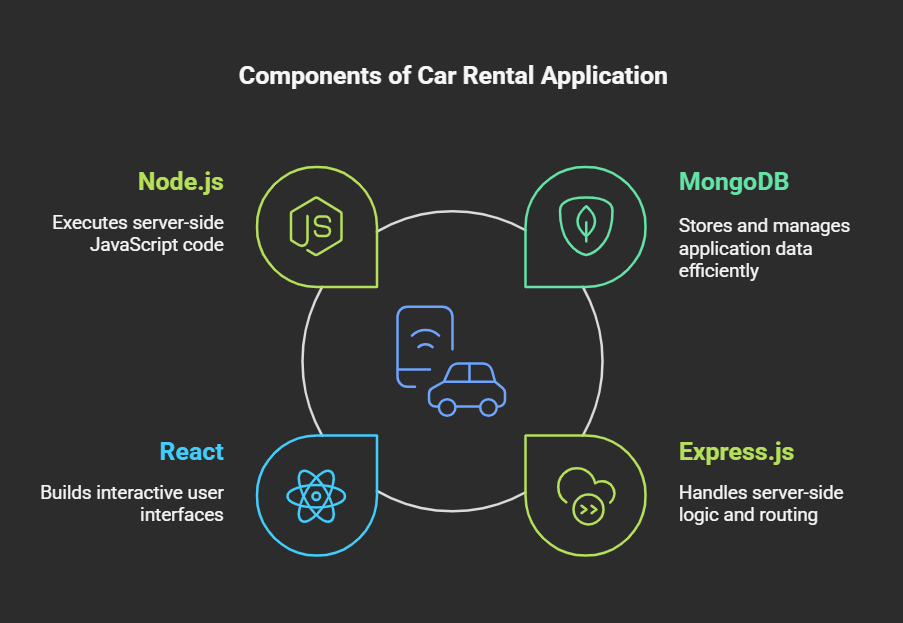 Components of Car Rental Application
Node.js
Executes server-side
JavaScript code
JS
MongoDB
Stores and manages
application data
efficiently
React
Builds interactive user
interfaces
Express.js
Handles server-side
logic and routing